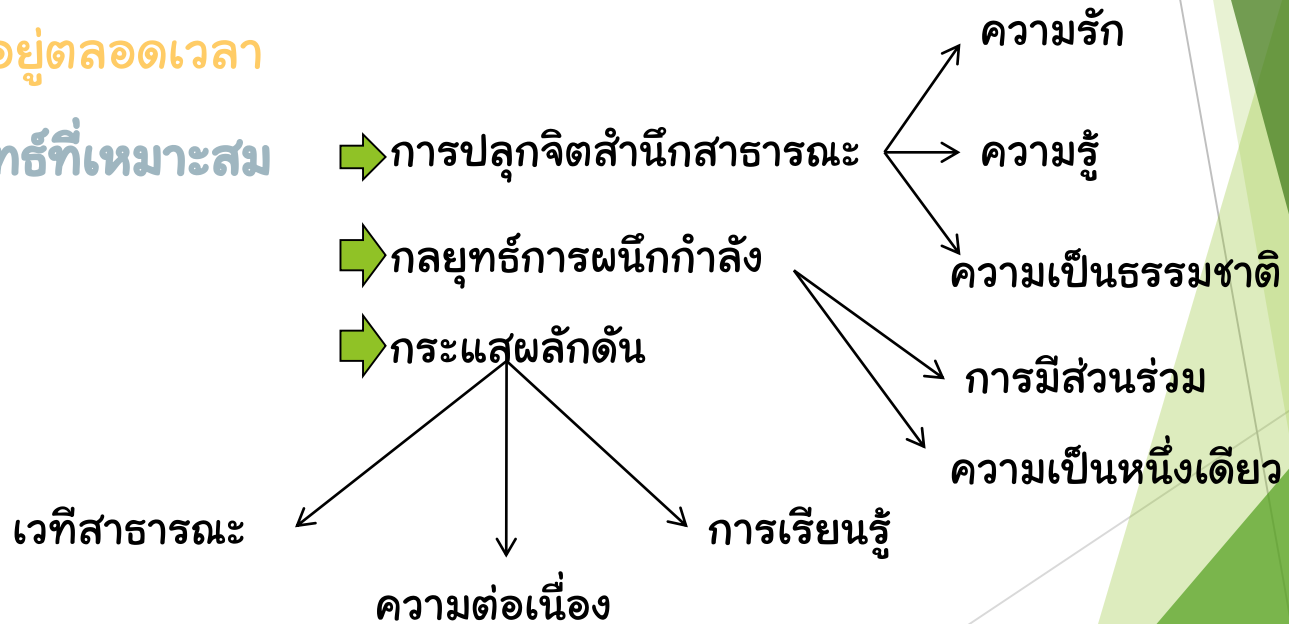 ความรัก
อยู่ตลอดเวลา
ทธ์ที่เหมาะสม
การปลุกจิตสำนึกสาธารณะ
ความรู้
กลยุทธ์การผนึกกำลัง
ความเป็นธรรมชาติ
กระแสผลักดัน
การมีส่วนร่วม
ความเป็นหนึ่งเดียว
เวทีสาธารณะ
การเรียนรู้
ความต่อเนื่อง